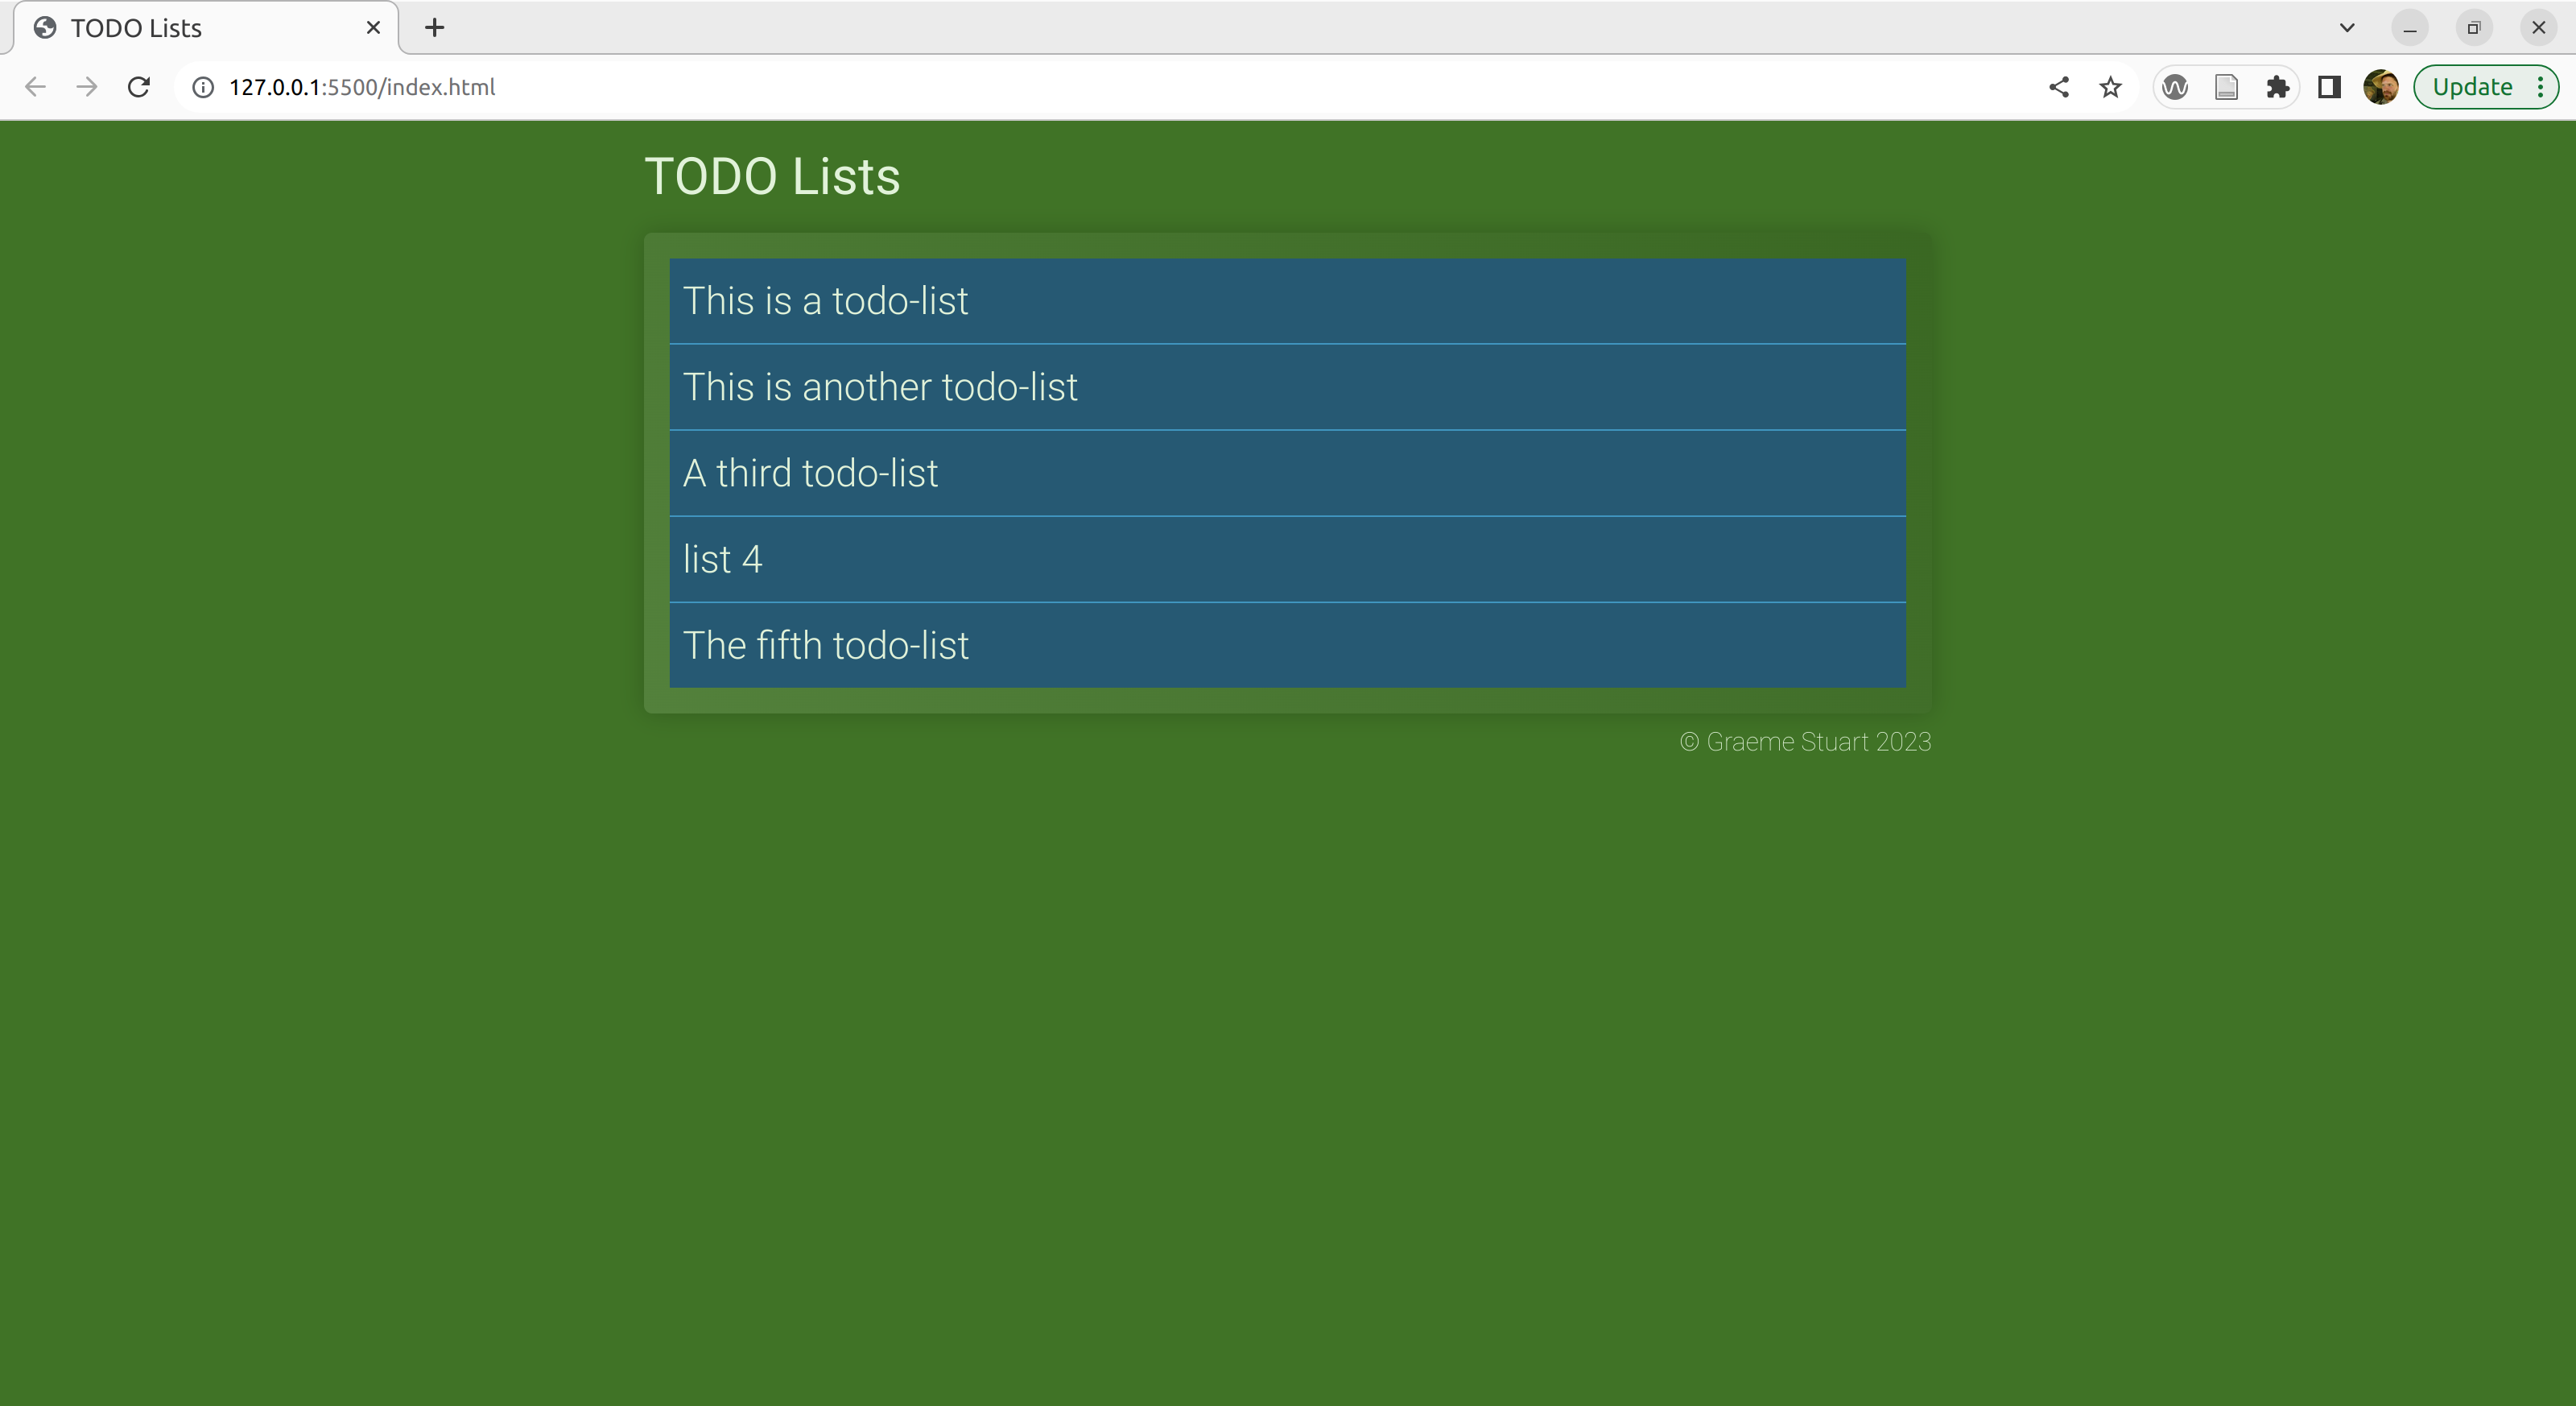 TODO Lists
127.0.0.1:5500/index.html
Update
TODO Lists
This is a todo-list
This is another todo-list
A third todo-list
list 4
The fifth todo-list
© Graeme Stuart 2023